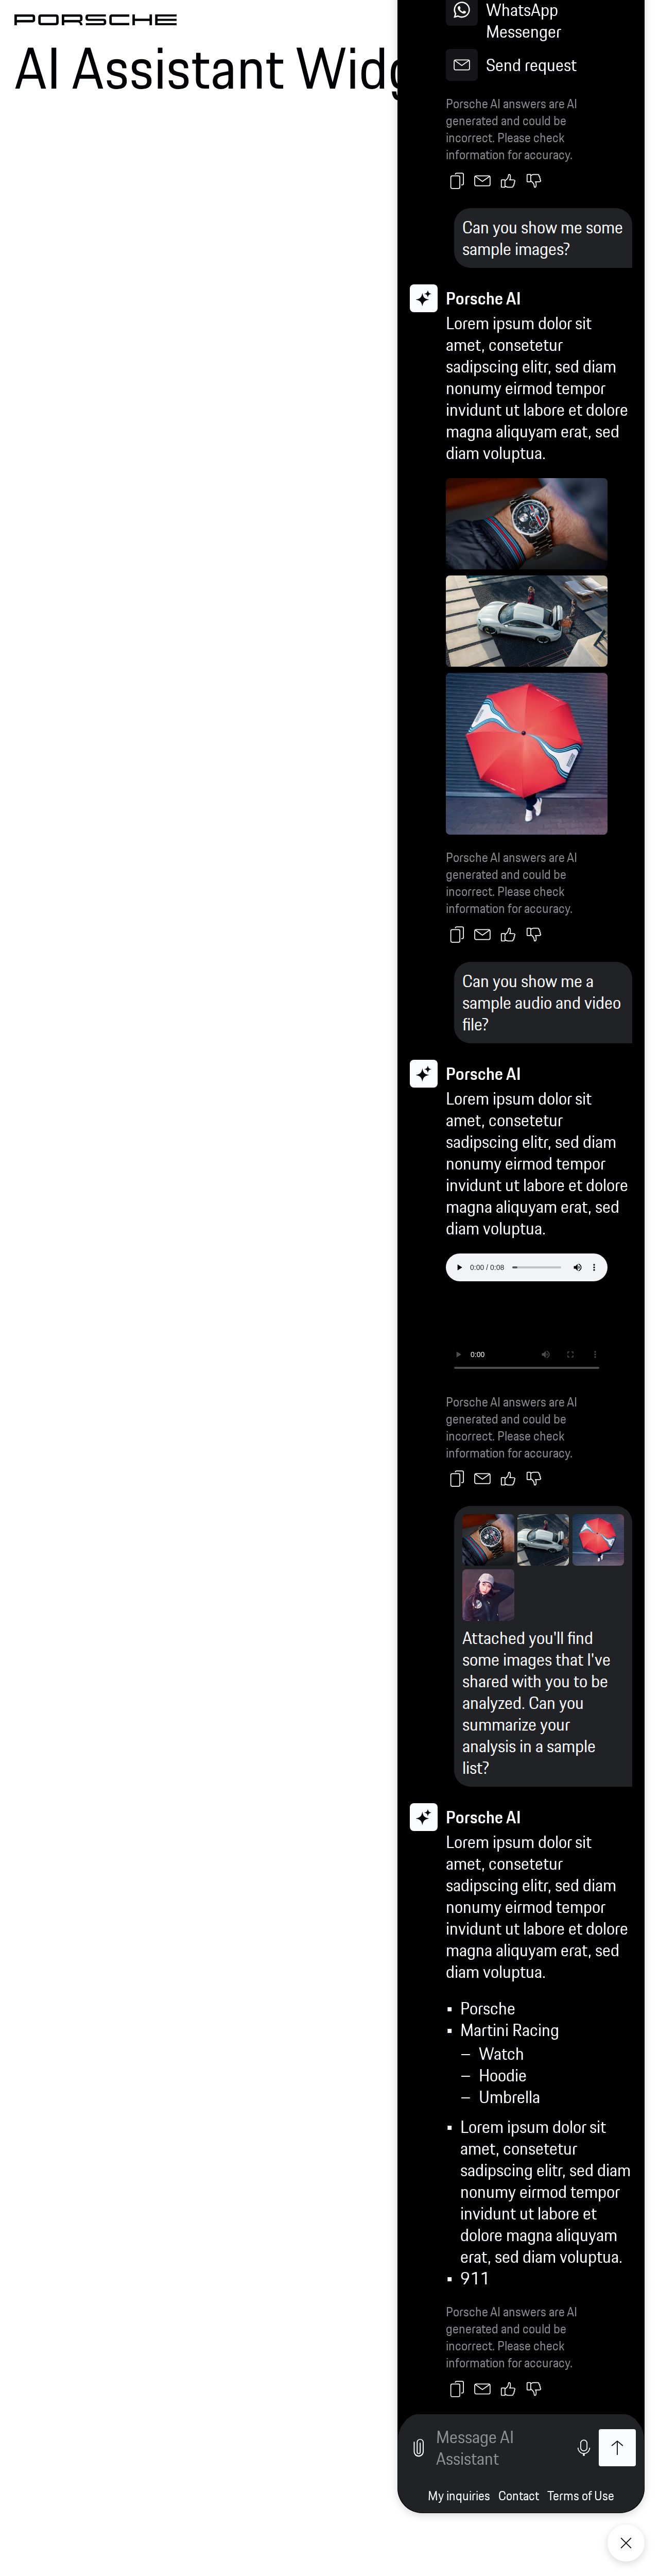 PORSCHE
AI Assistant Widg
WhatsApp
Messenger
Send request
Porsche AI answers are AI
generated and could be
incorrect. Please check
information for accuracy.
Can you show me some
sample images?
Porsche AI
Lorem ipsum dolor sit
amet, consetetur
sadipscing elitr, sed diam
nonumy eirmod tempor
invidunt ut labore et dolore
magna aliquyam erat, sed
diam voluptua.
Porsche AI answers are AI
generated and could be
incorrect. Please check
information for accuracy.
Can you show me a
sample audio and video
file?
Porsche AI
Lorem ipsum dolor sit
amet, consetetur
sadipscing elitr, sed diam
nonumy eirmod tempor
invidunt ut labore et dolore
magna aliquyam erat, sed
diam voluptua.
0:00 / 0:08
0:00
Porsche AI answers are AI
generated and could be
incorrect. Please check
information for accuracy.
Attached you'll find
some images that I've
shared with you to be
analyzed. Can you
summarize your
analysis in a sample
list?
Porsche AI
Lorem ipsum dolor sit
amet, consetetur
sadipscing elitr, sed diam
nonumy eirmod tempor
invidunt ut labore et dolore
magna aliquyam erat, sed
diam voluptua.
▪ Porsche
▪ Martini Racing
– Watch
– Hoodie
– Umbrella
▪ Lorem ipsum dolor sit
amet, consetetur
sadipscing elitr, sed diam
nonumy eirmod tempor
invidunt ut labore et
dolore magna aliquyam
erat, sed diam voluptua.
▪ 911
Porsche AI answers are AI
generated and could be
incorrect. Please check
information for accuracy.
Message AI
Assistant
My inquiries Contact Terms of Use